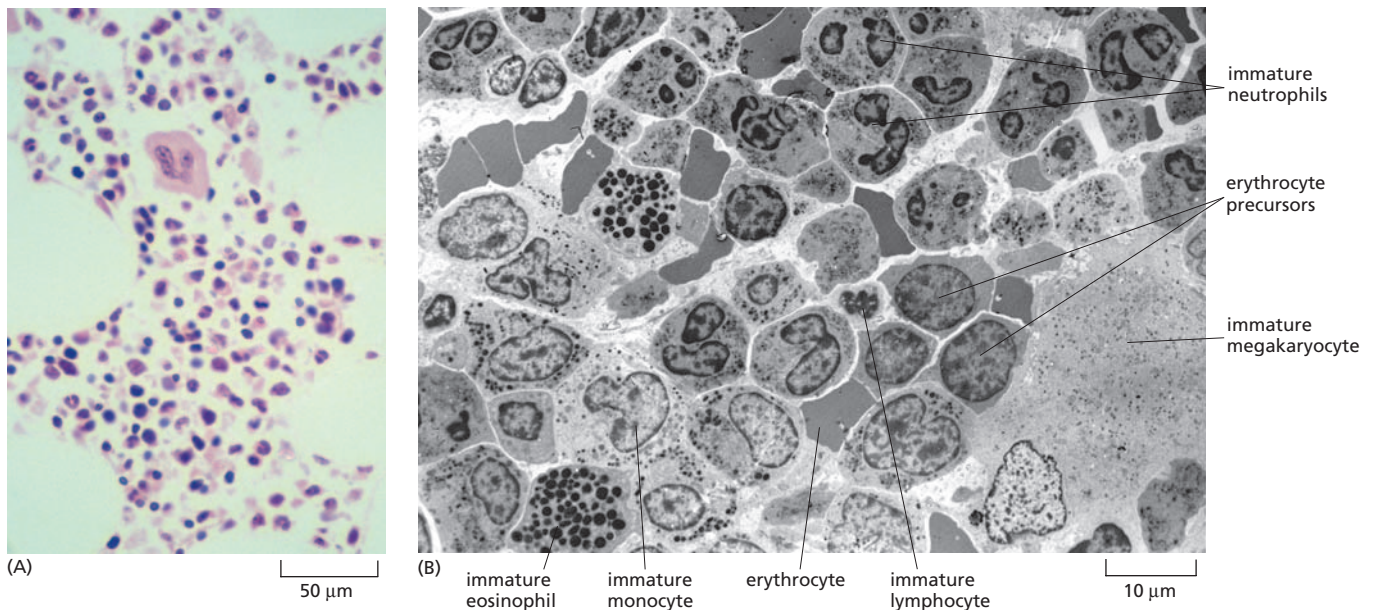 immature
neutrophils
erythrocyte
precursors
immature
megakaryocyte
(A)
50 μm
(B)
immature
eosinophil
immature
monocyte
erythrocyte
immature
lymphocyte
10 μm